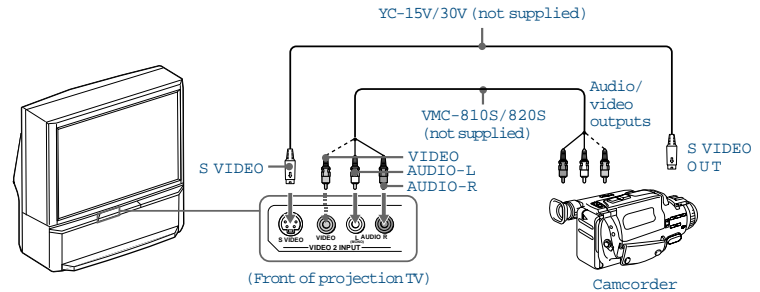 YC-15V/30V (not supplied)
Audio/
video
outputs
VMC-810S/820S
(not supplied)
S VIDEO
OUT
S VIDEO
VIDEO
AUDIO-L
AUDIO-R
S VIDEO
VIDEO
L
(MONO)
AUDIO R
VIDEO 2 INPUT
(Front of projection TV)
Camcorder